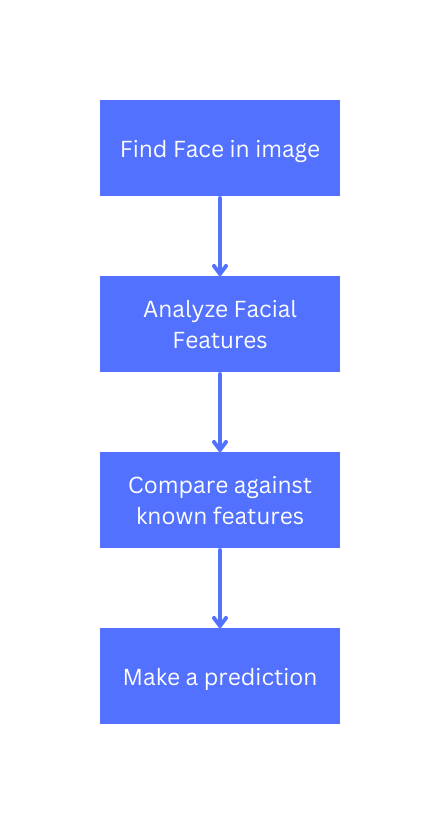 Find Face in image
Analyze Facial
Features
Compare against
known features
Make a prediction